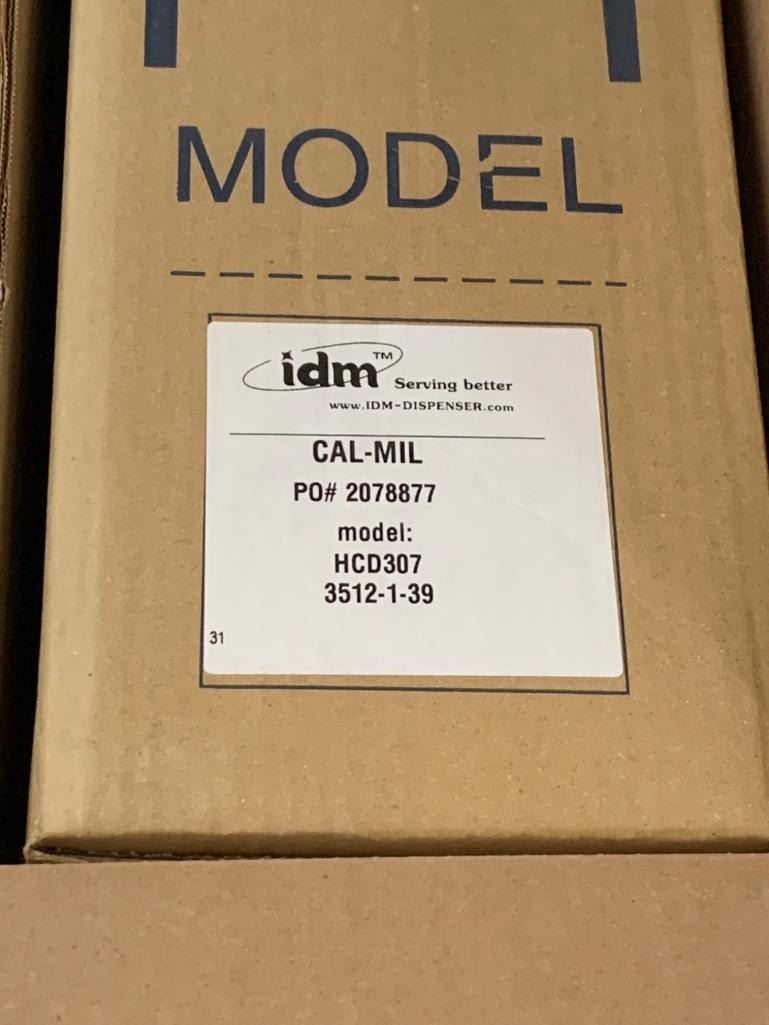 MODEL
idm™ Serving better
www.IDM-DISPENSER.com
CAL-MIL
PO# 2078877
model:
HCD307
3512-1-39
31